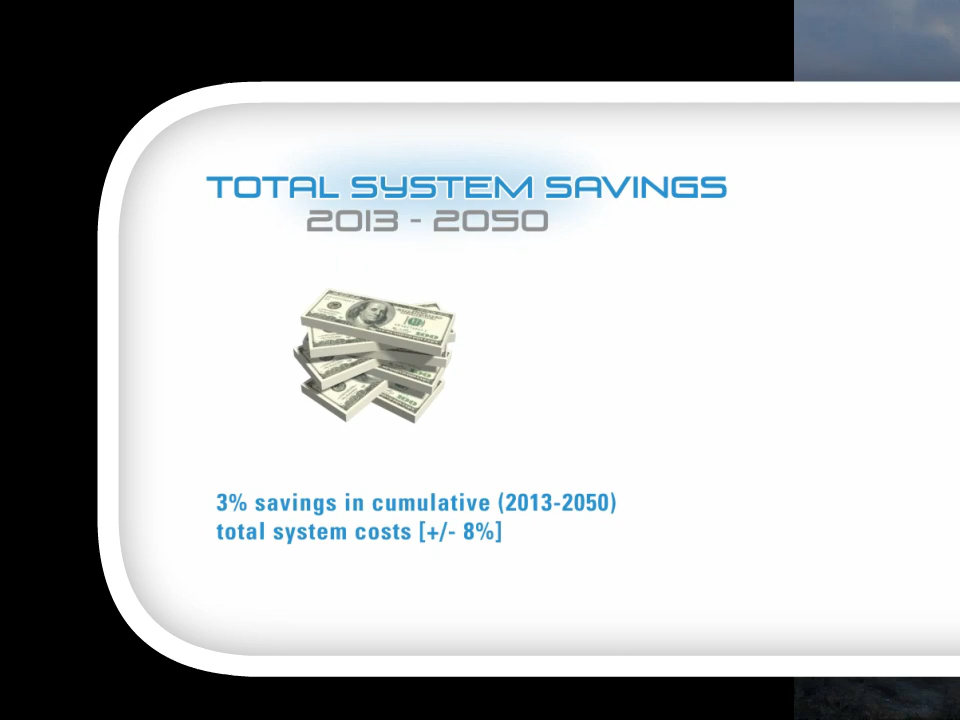 TOTAL SYSTEM SAVINGS
2013 - 2050
3% savings in cumulative (2013-2050)
total system costs [+/- 8%]